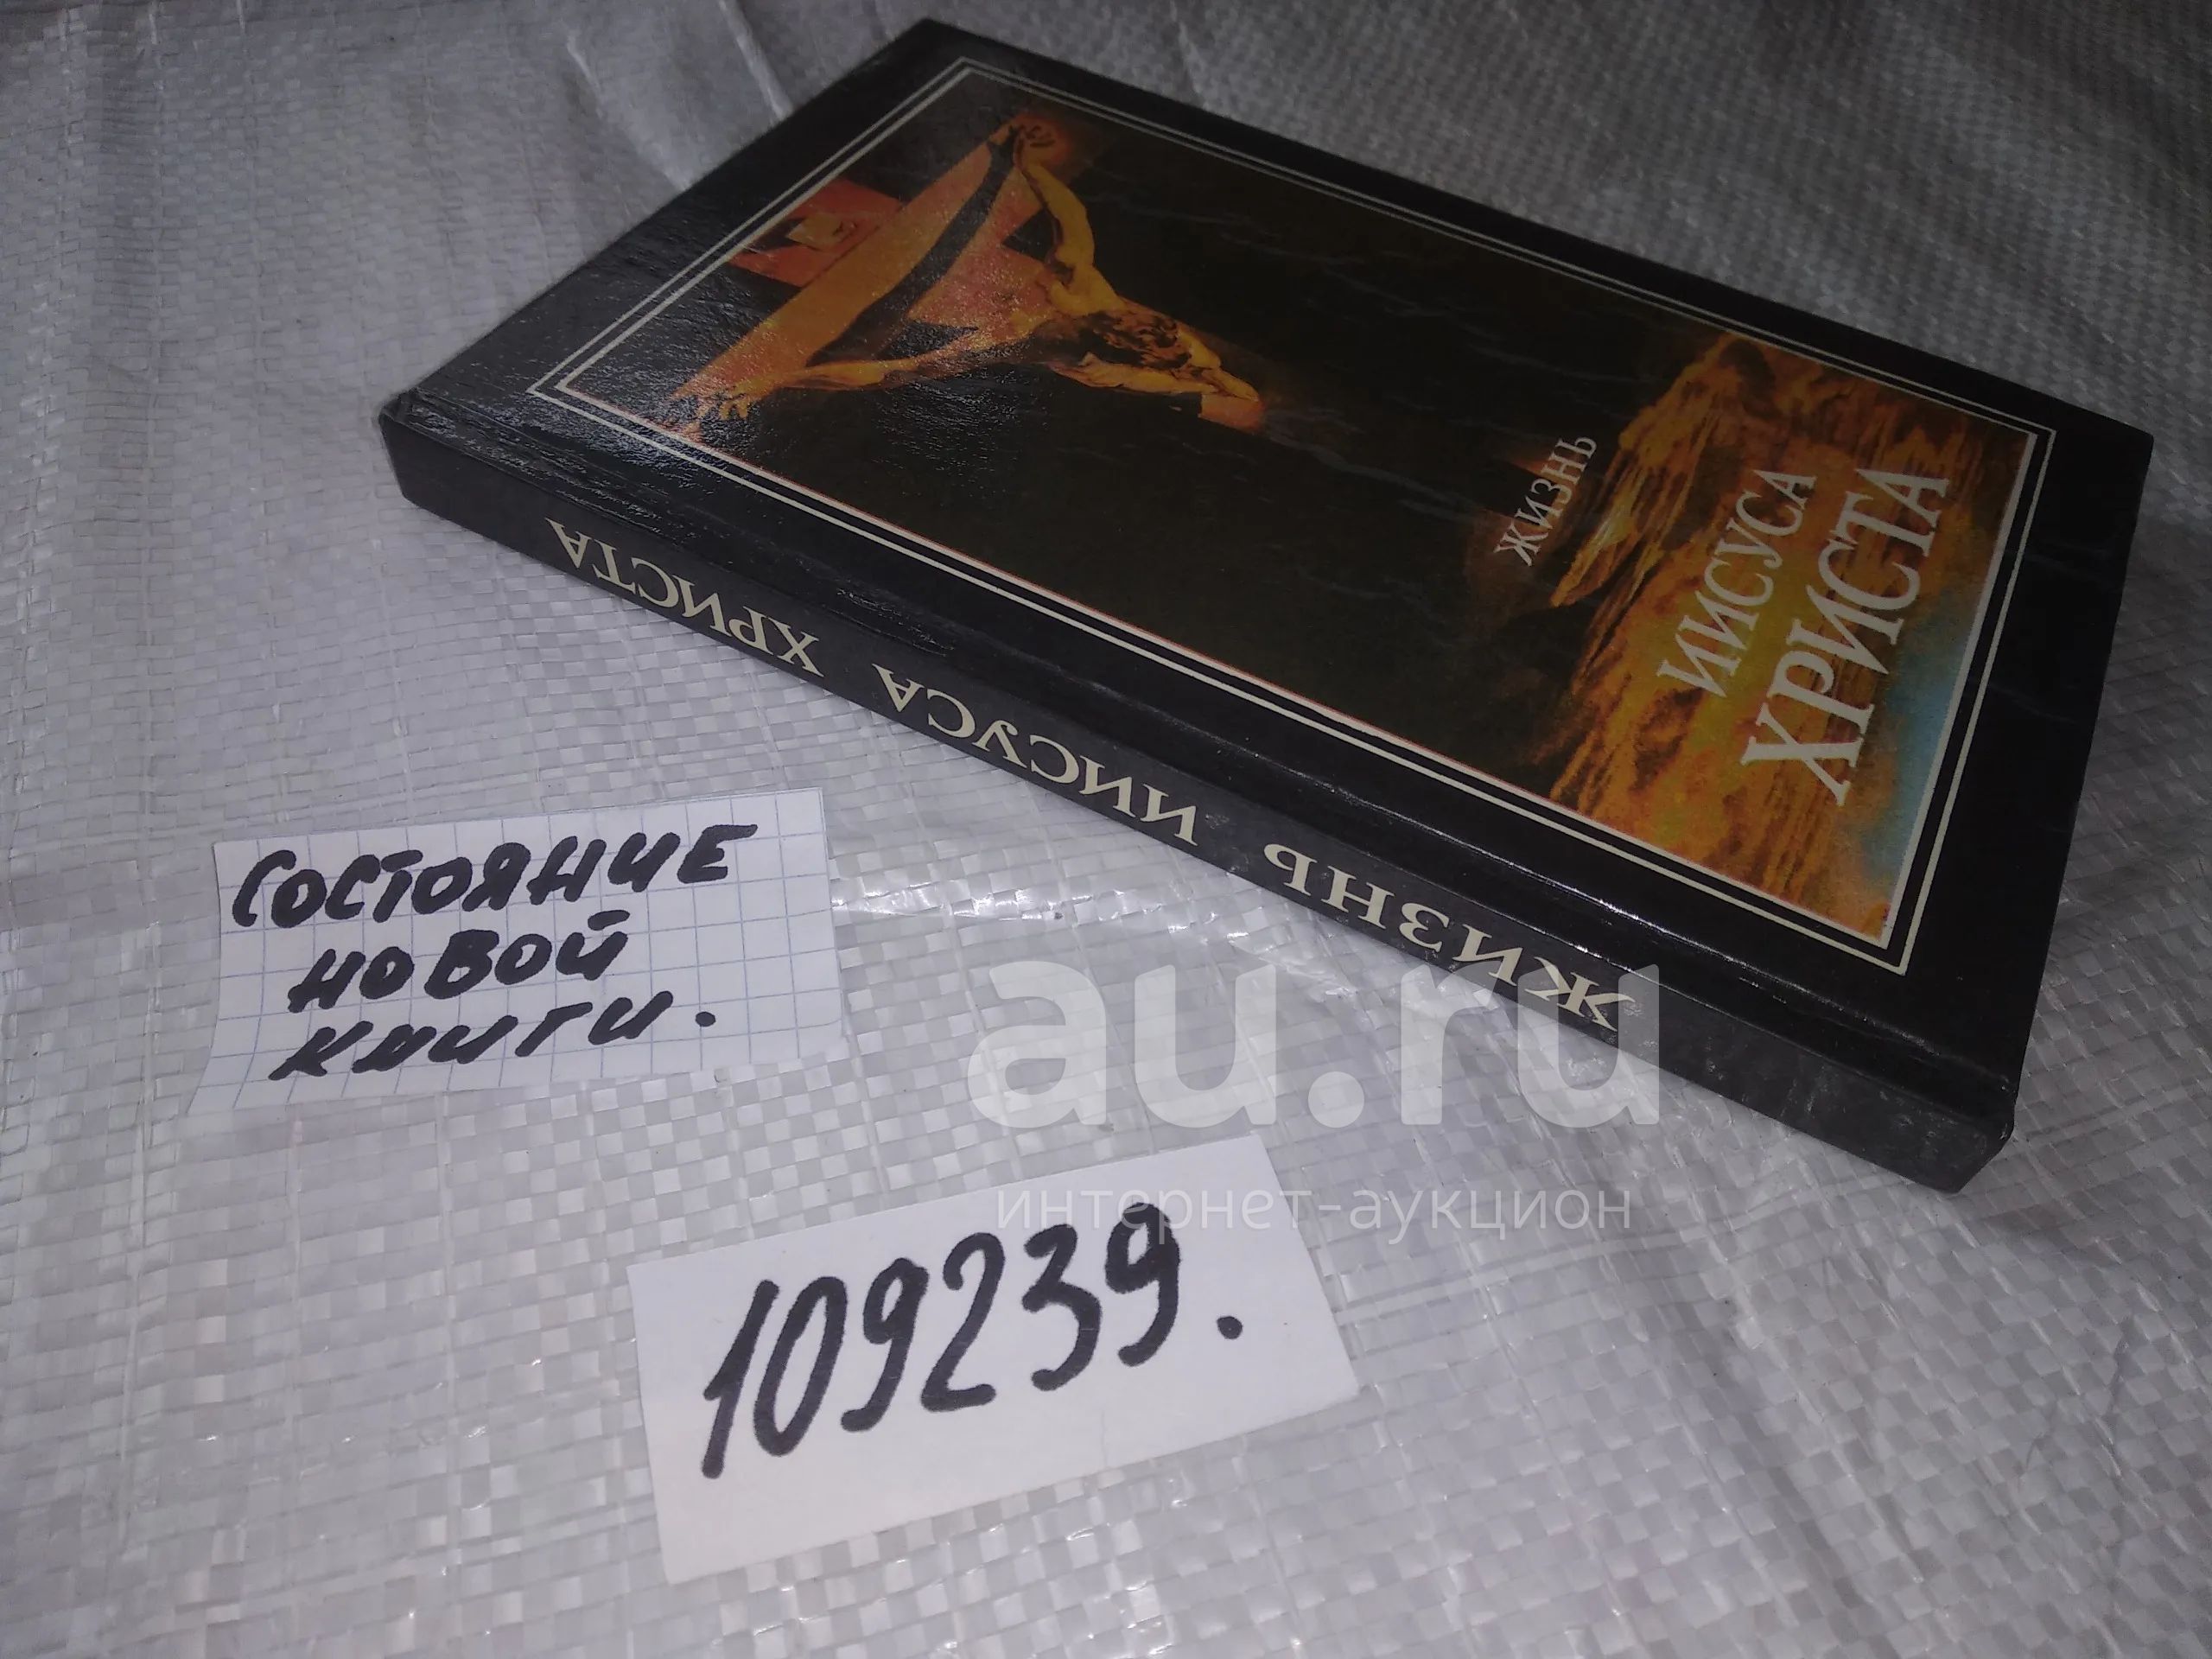 ЖИЗНЬ
ИИСУСА
ХРИСТА
ЖИЗНЬ ИИСУСА ХРИСТА
СОСТОЯНИЕ
НОВОЙ
КНИГИ.
au.ru
интернет-аукцион
109239.